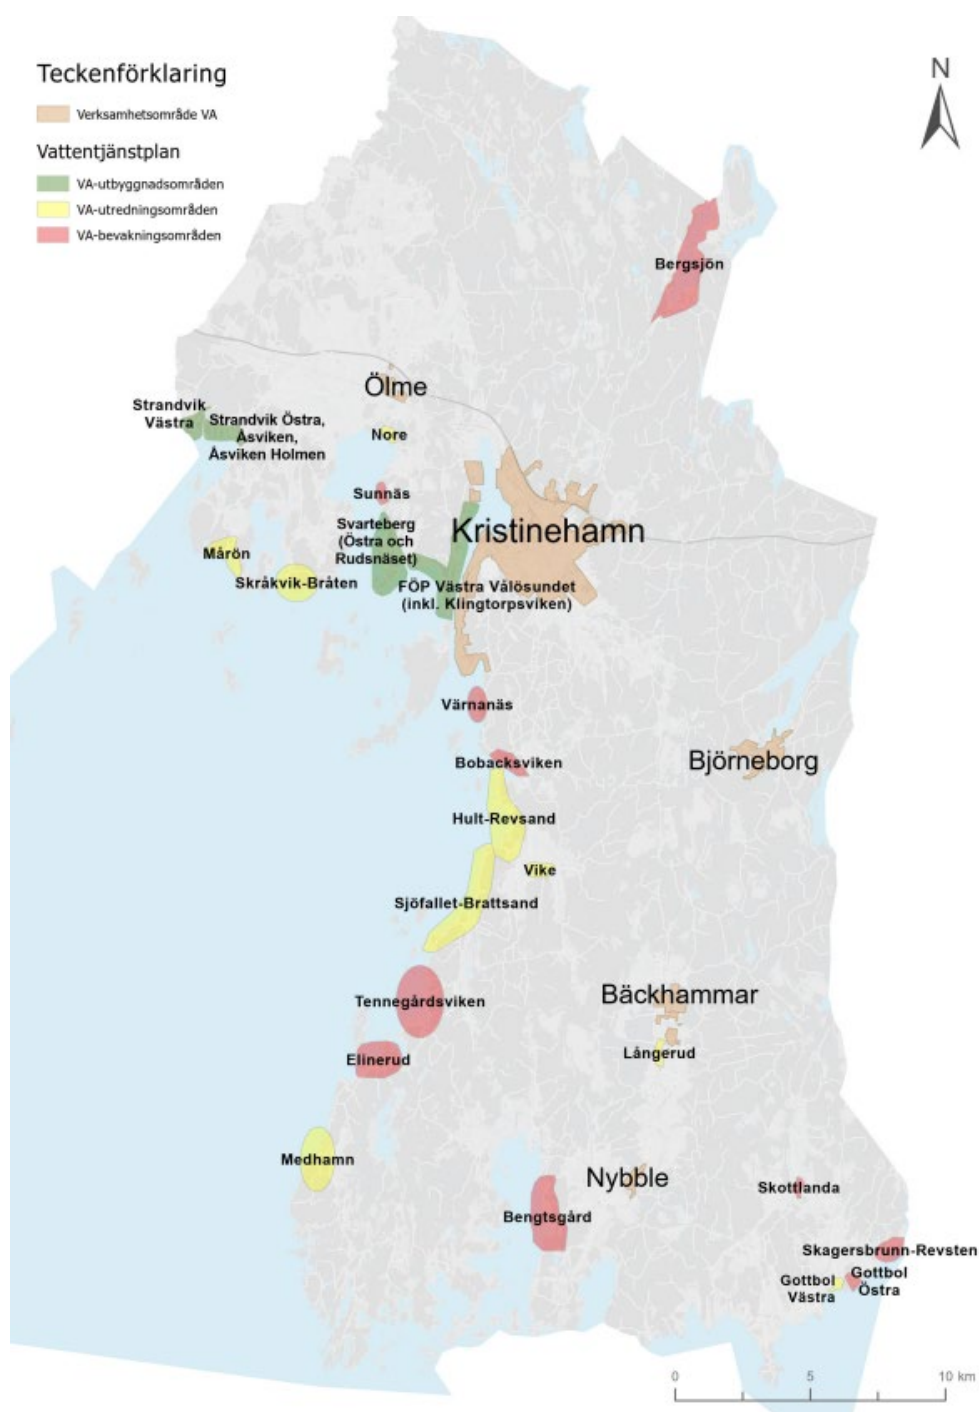 Teckenförklaring
N
Verksamhetsområde VA
Vattentjänstplan
VA-utbyggnadsområden
VA-utredningsområden
VA-bevakningsområden
Bergsjön
Ölme
Strandvik
Västra
Strandvik Östra,
Åsviken,
Åsviken Holmen
Nore
Sunnäs
Kristinehamn
Svarteberg
(Östra och
Rudsnäset)
Mårön
Skråkvik-Bråten
FÖP Västra Vålösundet
(inkl. Klingtorpsviken)
Värnanäs
Bobacksviken
Björneborg
Hult-Revsand
Vike
Sjöfallet-Brattsand
Tennegårdsviken
Bäckhammar
Elinerud
Långerud
Medhamn
Nybble
Skottlanda
Bengtsgård
Skagersbrunn-Revsten
Gottbol
Västra
Gottbol
Östra
0 5 10 km